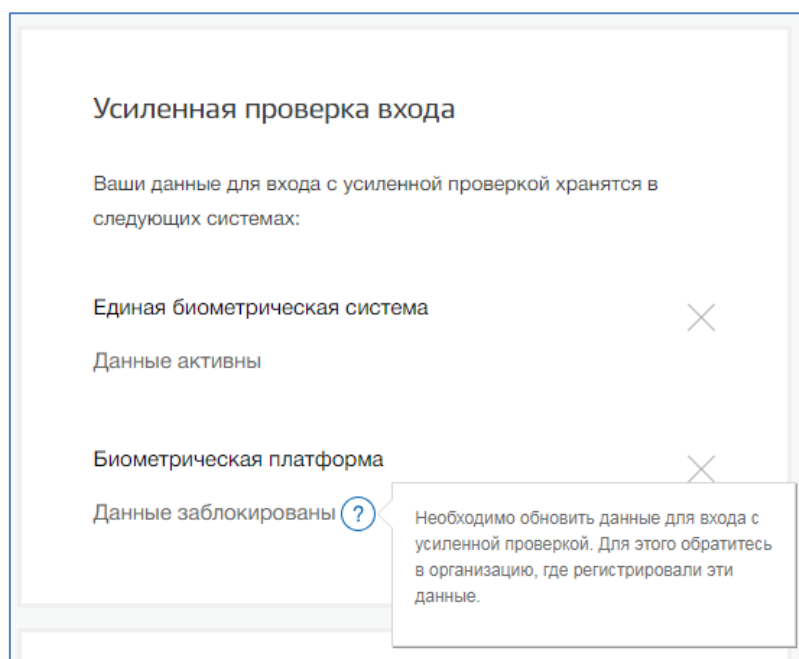 Усиленная проверка входа
Ваши данные для входа с усиленной проверкой хранятся в
следующих системах:
Единая биометрическая система
Данные активны
Биометрическая платформа
Данные заблокированы ?
Необходимо обновить данные для входа с
усиленной проверкой. Для этого обратитесь
в организацию, где регистрировали эти
данные.